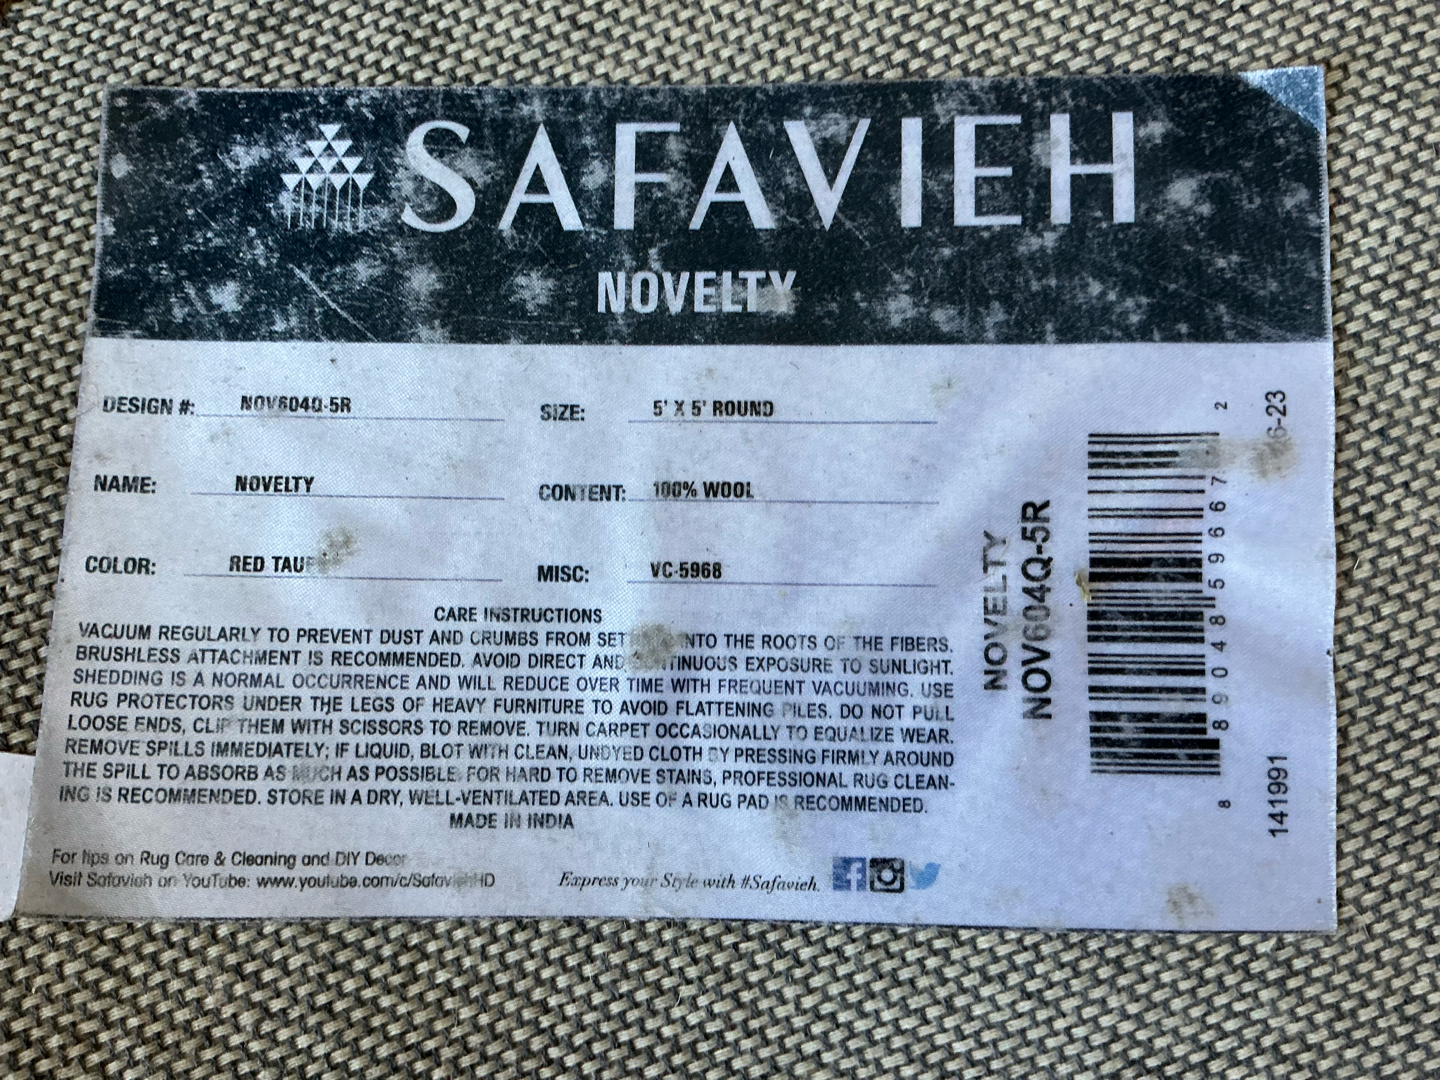 SAFAVIEH
NOVELTY
DESIGN #: NOV604Q-5R
SIZE: 5' X 5' ROUND
NAME: NOVELTY
CONTENT: 100% WOOL
COLOR: RED
MISC: VC-5968
CARE INSTRUCTIONS
VACUUM REGULARLY TO PREVENT DUST AND CRUMBS FROM THE ROOTS OF THE FIBERS.
BRUSHLESS ATTACHMENT IS RECOMMENDED. AVOID DIRECT AND EXPOSURE TO SUNLIGHT.
SHEDDING IS A NORMAL OCCURRENCE AND WILL REDUCE OVER TIME WITH FREQUENT VACUUMING. USE
RUG PROTECTORS UNDER THE LEGS OF HEAVY FURNITURE TO AVOID FLATTENING PILES. DO NOT PULL
LOOSE ENDS, CLIP THEM WITH SCISSORS TO REMOVE. TURN CARPET OCCASIONALLY TO EQUALIZE WEAR.
REMOVE SPILLS IMMEDIATELY; IF LIQUID, BLOT WITH CLEAN, UNDYED CLOTH BY PRESSING FIRMLY AROUND
THE SPILL TO ABSORB AS MUCH AS POSSIBLE. FOR HARD TO REMOVE STAINS, PROFESSIONAL RUG CLEAN-
ING IS RECOMMENDED. STORE IN A DRY, WELL-VENTILATED AREA. USE OF A RUG PAD IS RECOMMENDED.
MADE IN INDIA
For tips on Rug Care & Cleaning and DIY Decor
Visit Safavieh on YouTube: www.youtube.com/c/SafaviehHD
Express your Style with #Safavieh.
NOVELTY
NOV604Q-5R
8 89048 59667 2
141991